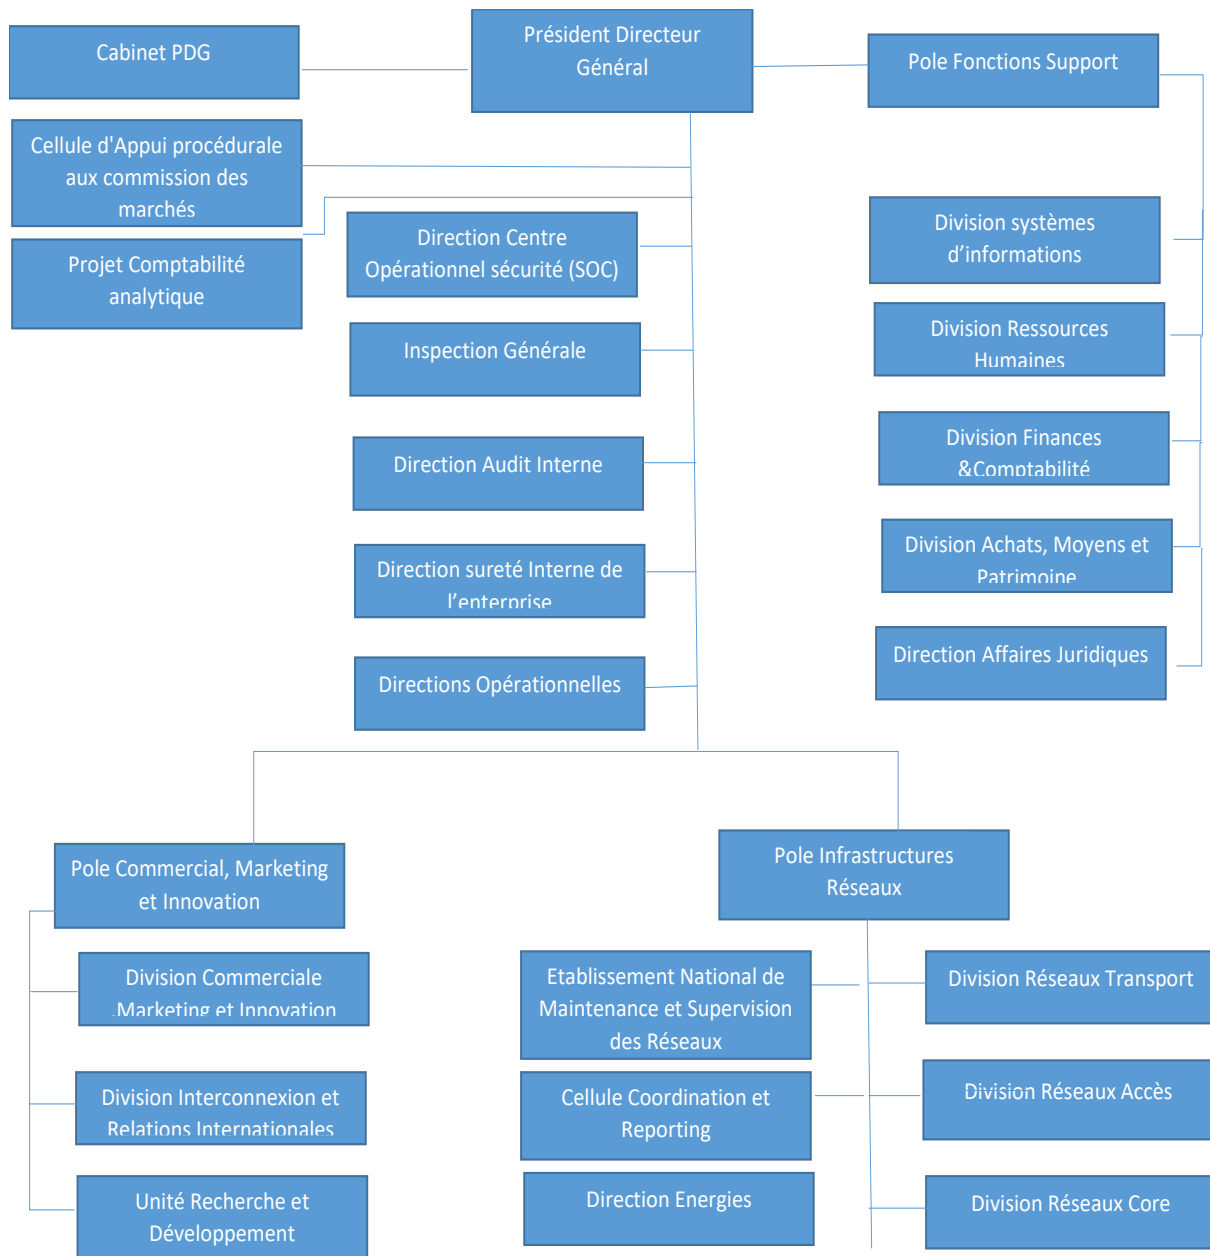 Cabinet PDG
Président Directeur
Général
Pole Fonctions Support
Cellule d'Appui procédurale
aux commission des
marchés
Projet Comptabilité
analytique
Direction Centre
Opérationnel sécurité (SOC)
Inspection Générale
Direction Audit Interne
Direction sureté Interne de
l’enterprise
Directions Opérationnelles
Division systèmes
d’informations
Division Ressources
Humaines
Division Finances
&Comptabilité
Division Achats, Moyens et
Patrimoine
Direction Affaires Juridiques
Pole Commercial, Marketing
et Innovation
Division Commerciale
.Marketing et Innovation
Division Interconnexion et
Relations Internationales
Unité Recherche et
Développement
Pole Infrastructures
Réseaux
Etablissement National de
Maintenance et Supervision
des Réseaux
Cellule Coordination et
Reporting
Direction Energies
Division Réseaux Transport
Division Réseaux Accès
Division Réseaux Core